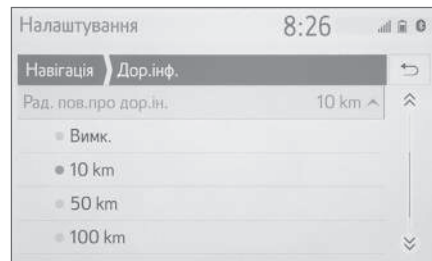 Налаштування 8:26
Навігація Дор.інф.
Рад. пов.про дор.ін. 10 km
Вимк.
10 km
50 km
100 km